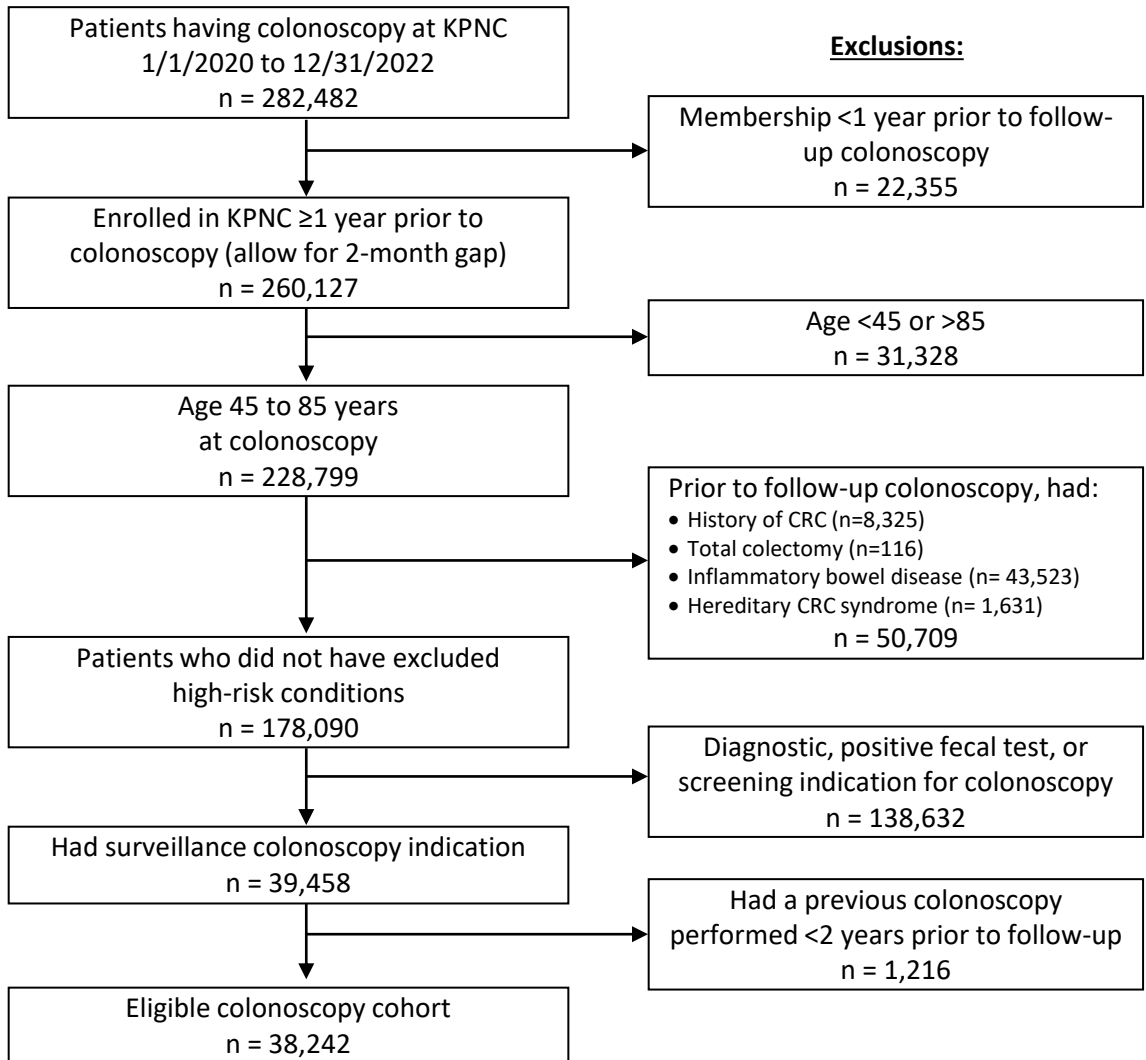 Patients having colonoscopy at KPNC
1/1/2020 to 12/31/2022
n = 282,482
Exclusions:
Membership <1 year prior to follow-
up colonoscopy
n = 22,355
Enrolled in KPNC ≥1 year prior to
colonoscopy (allow for 2-month gap)
n = 260,127
Age <45 or >85
n = 31,328
Age 45 to 85 years
at colonoscopy
n = 228,799
Prior to follow-up colonoscopy, had:
• History of CRC (n=8,325)
• Total colectomy (n=116)
• Inflammatory bowel disease (n= 43,523)
• Hereditary CRC syndrome (n= 1,631)
n = 50,709
Patients who did not have excluded
high-risk conditions
n = 178,090
Diagnostic, positive fecal test, or
screening indication for colonoscopy
n = 138,632
Had surveillance colonoscopy indication
n = 39,458
Had a previous colonoscopy
performed <2 years prior to follow-up
n = 1,216
Eligible colonoscopy cohort
n = 38,242